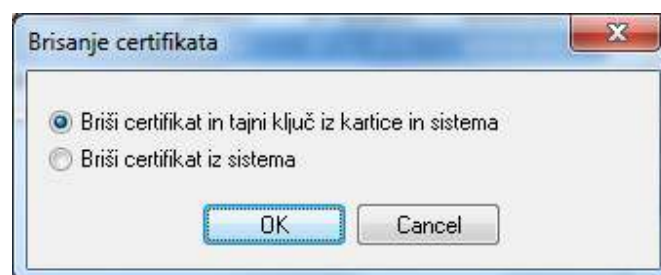 Brisanje certifikata
Briši certifikat in tajni ključ iz kartice in sistema
Briši certifikat iz sistema
OK Cancel